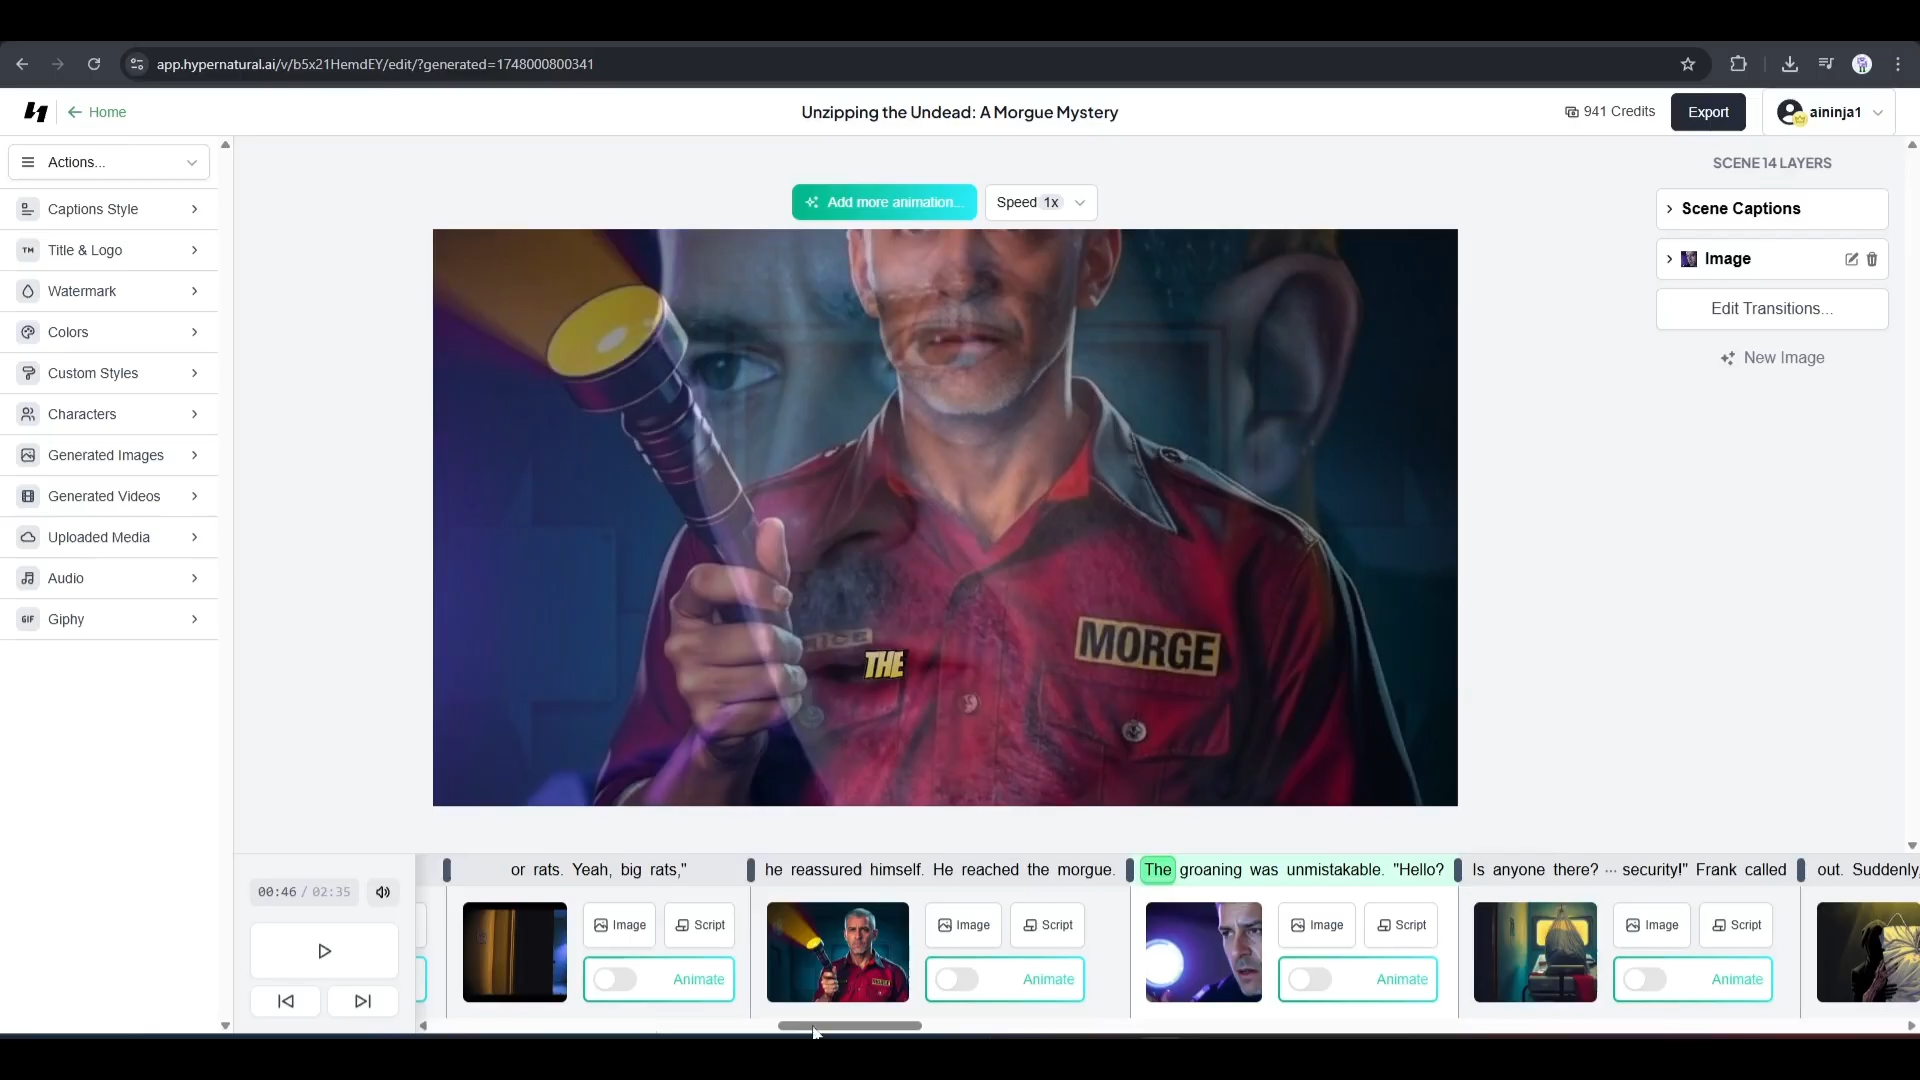 app.hypernatural.ai/v/b5x21HemdEY/edit/?generated=1748000800341
Home
Unzipping the Undead: A Morgue Mystery
941 Credits
Export
aininja1
Actions...
Captions Style
TM
Title & Logo
Watermark
Colors
Custom Styles
Characters
Generated Images
Generated Videos
Uploaded Media
Audio
GIF
Giphy
Add more animation...
Speed 1x
MORGE
THE
SCENE 14 LAYERS
Scene Captions
Image
Edit Transitions...
New Image
00:46 / 02:35
or rats. Yeah, big rats,"
he reassured himself. He reached the morgue.
The groaning was unmistakable. "Hello?
Is anyone there? ... security!" Frank called
out. Suddenly,
Image
Script
Animate
Image
Script
Animate
Image
Script
Animate
Image
Script
Animate